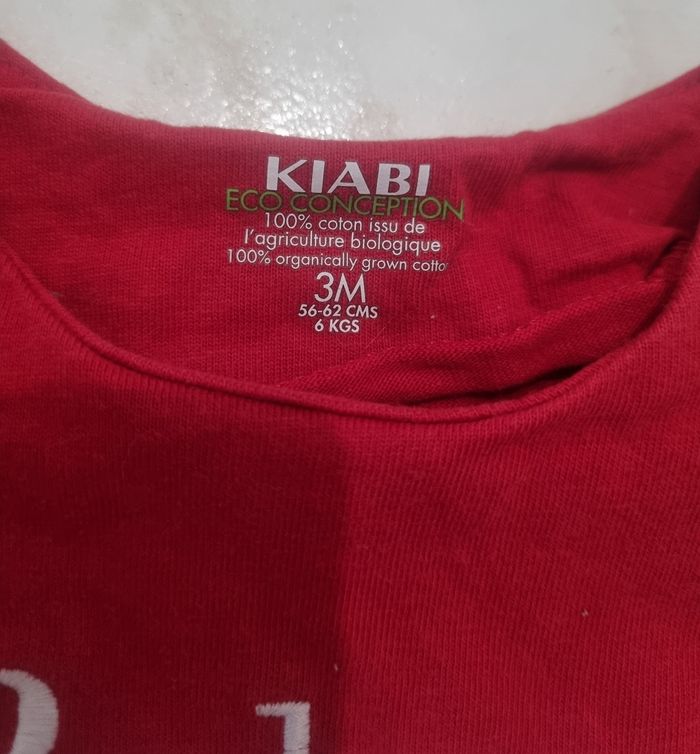 KIABI
ECO CONCEPTION
100% coton issu de
l'agriculture biologique
100% organically grown cotto
3M
56-62 CMS
6 KGS